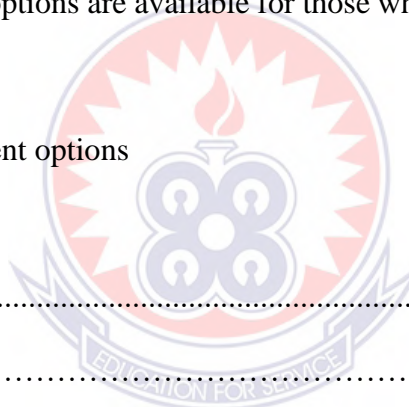 options are available for those wh
ent options
....................................................................
EDUCATION FOR SERVICE
……………………………………